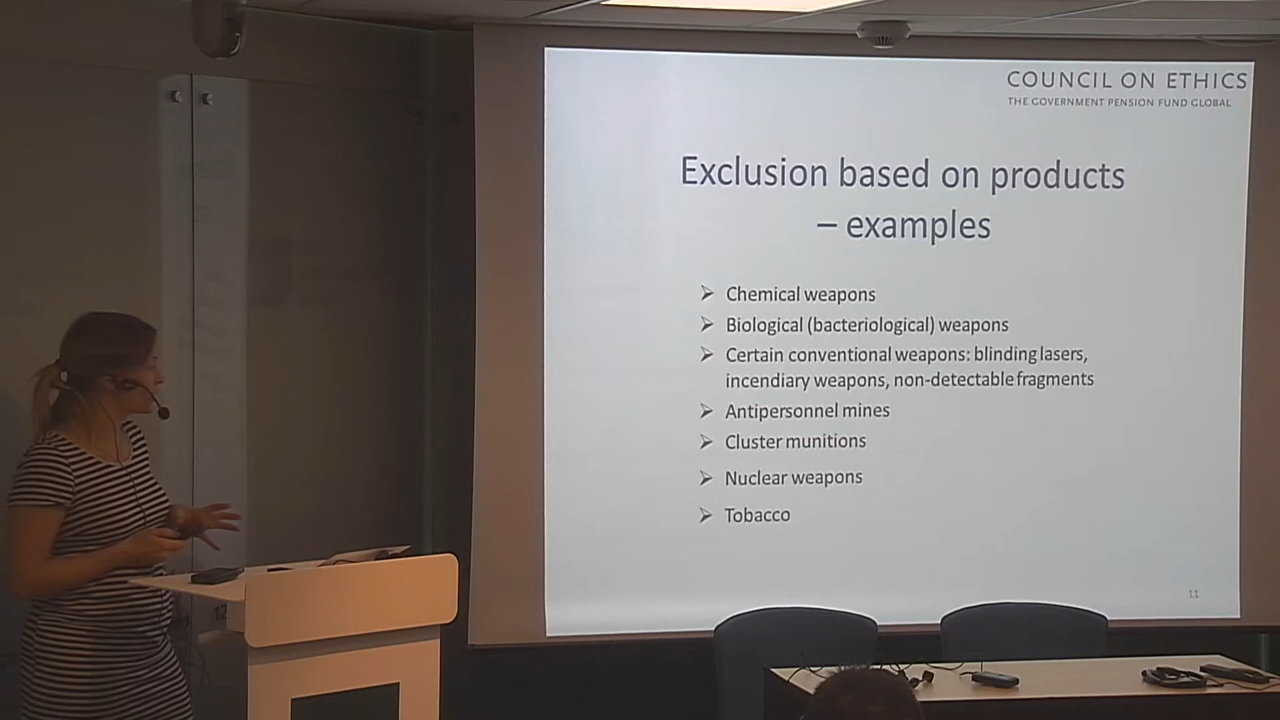 COUNCIL ON ETHICS
THE GOVERNMENT PENSION FUND GLOBAL
Exclusion based on products
– examples
➢ Chemical weapons
➢ Biological (bacteriological) weapons
➢ Certain conventional weapons: blinding lasers,
incendiary weapons, non-detectable fragments
➢ Antipersonnel mines
➢ Cluster munitions
➢ Nuclear weapons
➢ Tobacco
11